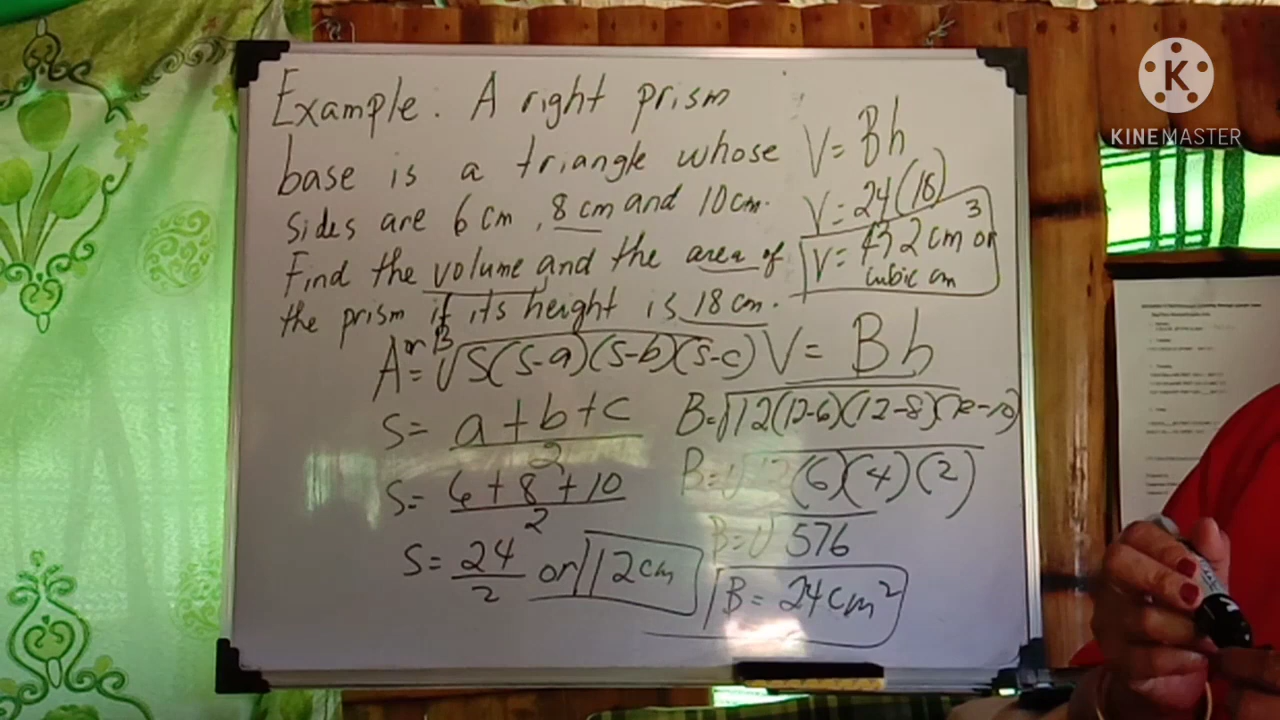 Example. A right prism
base is a triangle whose
sides are 6 cm, 8 cm and 10 cm.
Find the volume and the area of
the prism if its height is 18 cm.
V = Bh
V = 24(18)
V = 432 cm³ or
cubic cm
A or B = √S(S-a)(S-b)(S-c)
S = a + b + c / 2
S = 6 + 8 + 10 / 2
S = 24 / 2 or 12 cm
V = Bh
B = √12(12-6)(12-8)(12-10)
B = √12 (6)(4)(2)
B = √576
B = 24 cm²
K
KINEMASTER